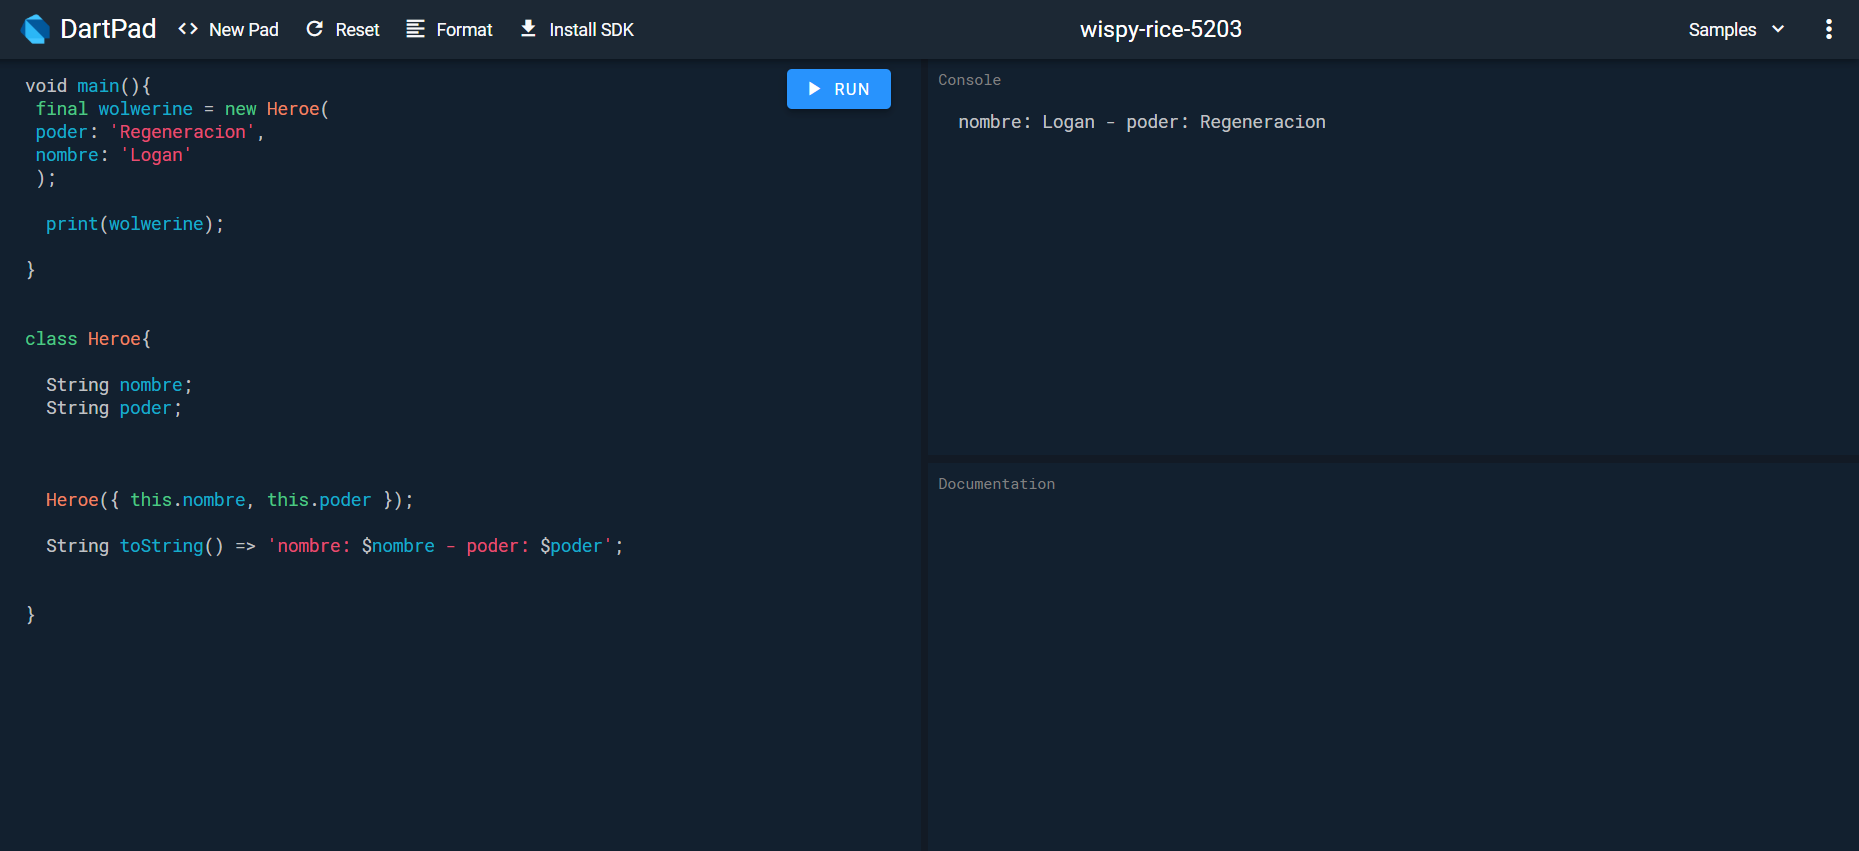 DartPad <> New Pad Reset Format Install SDK wispy-rice-5203 Samples
void main(){
 final wolwerine = new Heroe(
 poder: 'Regeneracion',
 nombre: 'Logan'
 );
  print(wolwerine);
}
class Heroe{
  String nombre;
  String poder;
  Heroe({ this.nombre, this.poder });
  String toString() => 'nombre: $nombre - poder: $poder';
}
RUN
Console
nombre: Logan - poder: Regeneracion
Documentation